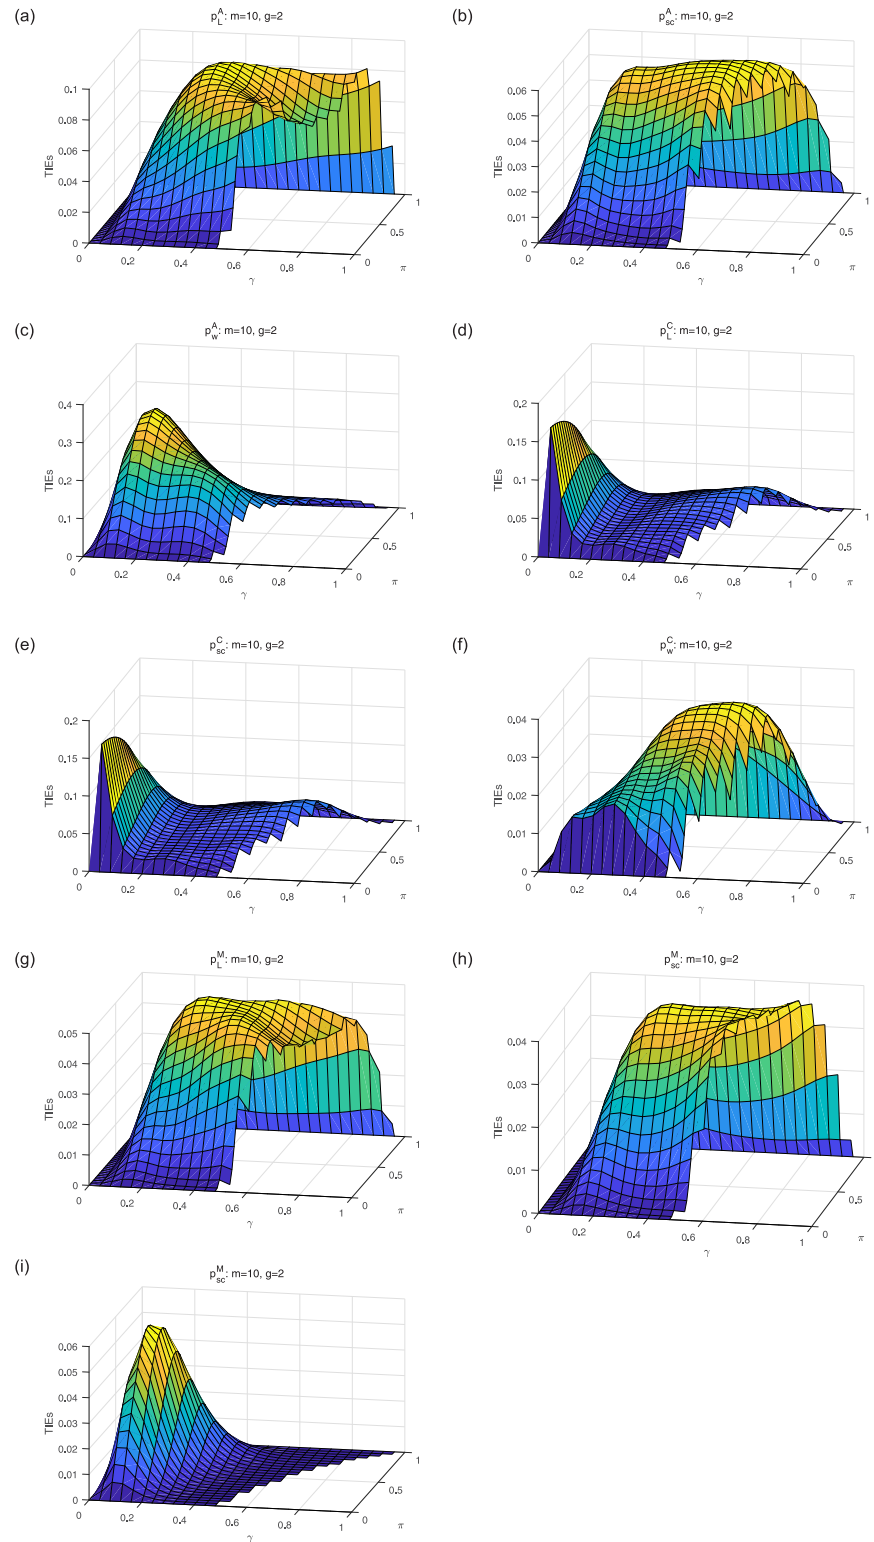 (a)
p_L^A: m=10, g=2
0.1
0.08
0.06
0.04
0.02
0
TIEs
0
0.2
0.4
0.6
0.8
1
γ
0
0.5
1
π
(b)
p_sc^A: m=10, g=2
0.06
0.05
0.04
0.03
0.02
0.01
0
TIEs
0
0.2
0.4
0.6
0.8
1
γ
0
0.5
1
π
(c)
p_w^A: m=10, g=2
0.4
0.3
0.2
0.1
0
TIEs
0
0.2
0.4
0.6
0.8
1
γ
0
0.5
1
π
(d)
p_L^C: m=10, g=2
0.2
0.15
0.1
0.05
0
TIEs
0
0.2
0.4
0.6
0.8
1
γ
0
0.5
1
π
(e)
p_sc^C: m=10, g=2
0.2
0.15
0.1
0.05
0
TIEs
0
0.2
0.4
0.6
0.8
1
γ
0
0.5
1
π
(f)
p_w^C: m=10, g=2
0.04
0.03
0.02
0.01
0
TIEs
0
0.2
0.4
0.6
0.8
1
γ
0
0.5
1
π
(g)
p_L^M: m=10, g=2
0.05
0.04
0.03
0.02
0.01
0
TIEs
0
0.2
0.4
0.6
0.8
1
γ
0
0.5
1
π
(h)
p_sc^M: m=10, g=2
0.04
0.03
0.02
0.01
0
TIEs
0
0.2
0.4
0.6
0.8
1
γ
0
0.5
1
π
(i)
p_sc^M: m=10, g=2
0.06
0.05
0.04
0.03
0.02
0.01
0
TIEs
0
0.2
0.4
0.6
0.8
1
γ
0
0.5
1
π